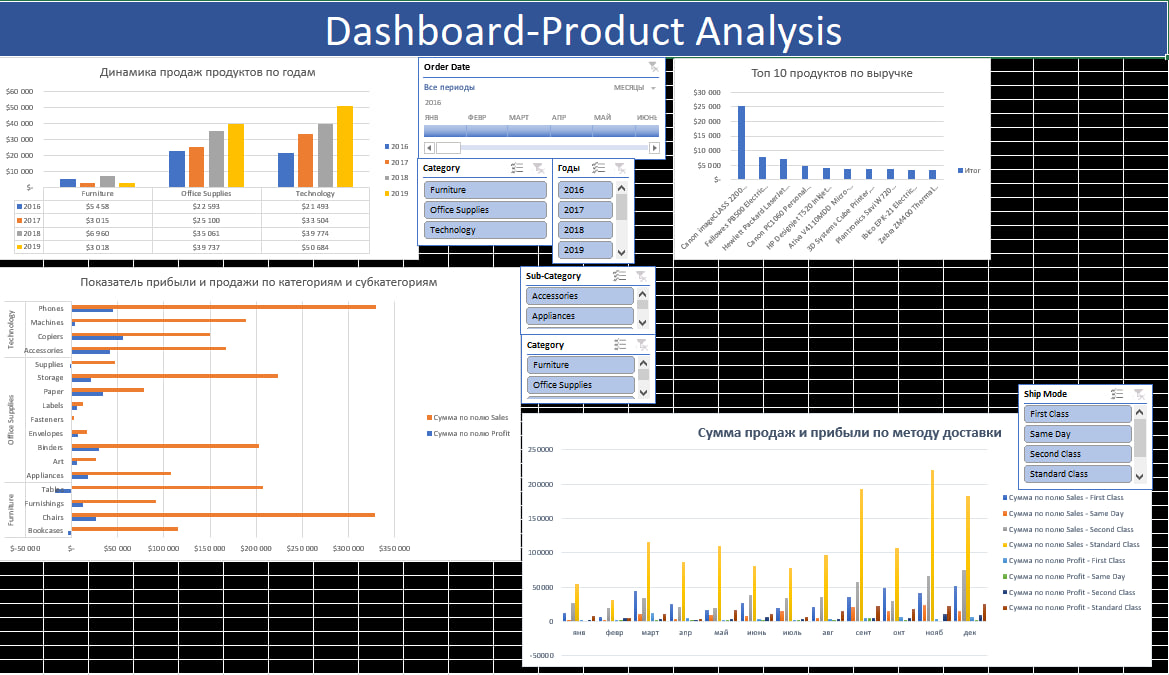 Dashboard-Product Analysis
Динамика продаж продуктов по годам
$60 000
$50 000
$40 000
$30 000
$20 000
$10 000
$-
Furniture Office Supplies Technology
2016 $5 458 $22 593 $21 493
2017 $3 015 $25 100 $33 504
2018 $6 960 $35 061 $39 774
2019 $3 018 $39 737 $50 684
2016
2017
2018
2019
Order Date
Все периоды МЕСЯЦЫ
2016
ЯНВ ФЕВР МАРТ АПР МАЙ ИЮНЬ
Category
Furniture
Office Supplies
Technology
Годы
2016
2017
2018
2019
Топ 10 продуктов по выручке
$30 000
$25 000
$20 000
$15 000
$10 000
$5 000
$-
Canon imageCLASS 2200…
Fellowes PB500 Electric…
Hewlett Packard LaserJet…
Canon PC1060 Personal…
HP DesignJet T520 Inkjet…
Ativa V4110MDD Micro-…
3D Systems Cube Printer,…
Plantronics Savi W720…
Ibico EPK-21 Electric…
Zebra ZM400 Thermal…
Итог
Показатель прибыли и продажи по категориям и субкатегориям
Technology
Phones
Machines
Copiers
Accessories
Office Supplies
Supplies
Storage
Paper
Labels
Fasteners
Envelopes
Binders
Art
Appliances
Furniture
Tables
Furnishings
Chairs
Bookcases
$-50 000 $- $50 000 $100 000 $150 000 $200 000 $250 000 $300 000 $350 000
Сумма по полю Sales
Сумма по полю Profit
Sub-Category
Accessories
Appliances
Category
Furniture
Office Supplies
Ship Mode
First Class
Same Day
Second Class
Standard Class
Сумма продаж и прибыли по методу доставки
250000
200000
150000
100000
50000
0
-50000
янв февр март апр май июнь июль авг сент окт нояб дек
Сумма по полю Sales - First Class
Сумма по полю Sales - Same Day
Сумма по полю Sales - Second Class
Сумма по полю Sales - Standard Class
Сумма по полю Profit - First Class
Сумма по полю Profit - Same Day
Сумма по полю Profit - Second Class
Сумма по полю Profit - Standard Class